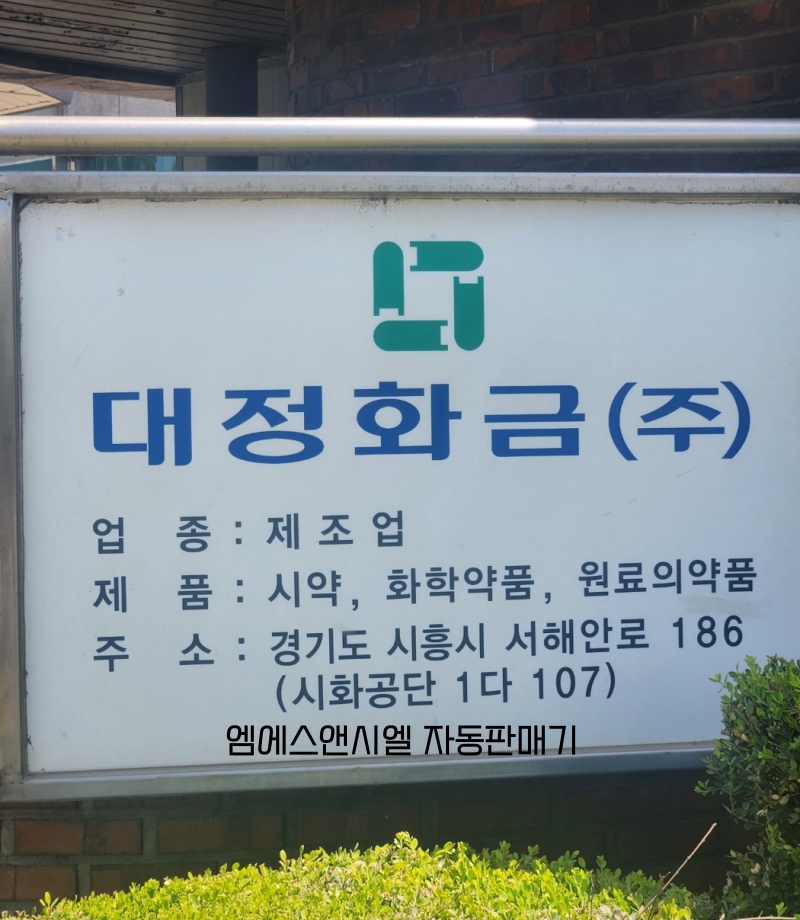 대정화금(주)
업 종 : 제 조 업
제 품 : 시약, 화학약품, 원료의약품
주 소 : 경기도 시흥시 서해안로 186
(시화공단 1다 107)
엠에스앤시엘 자동판매기